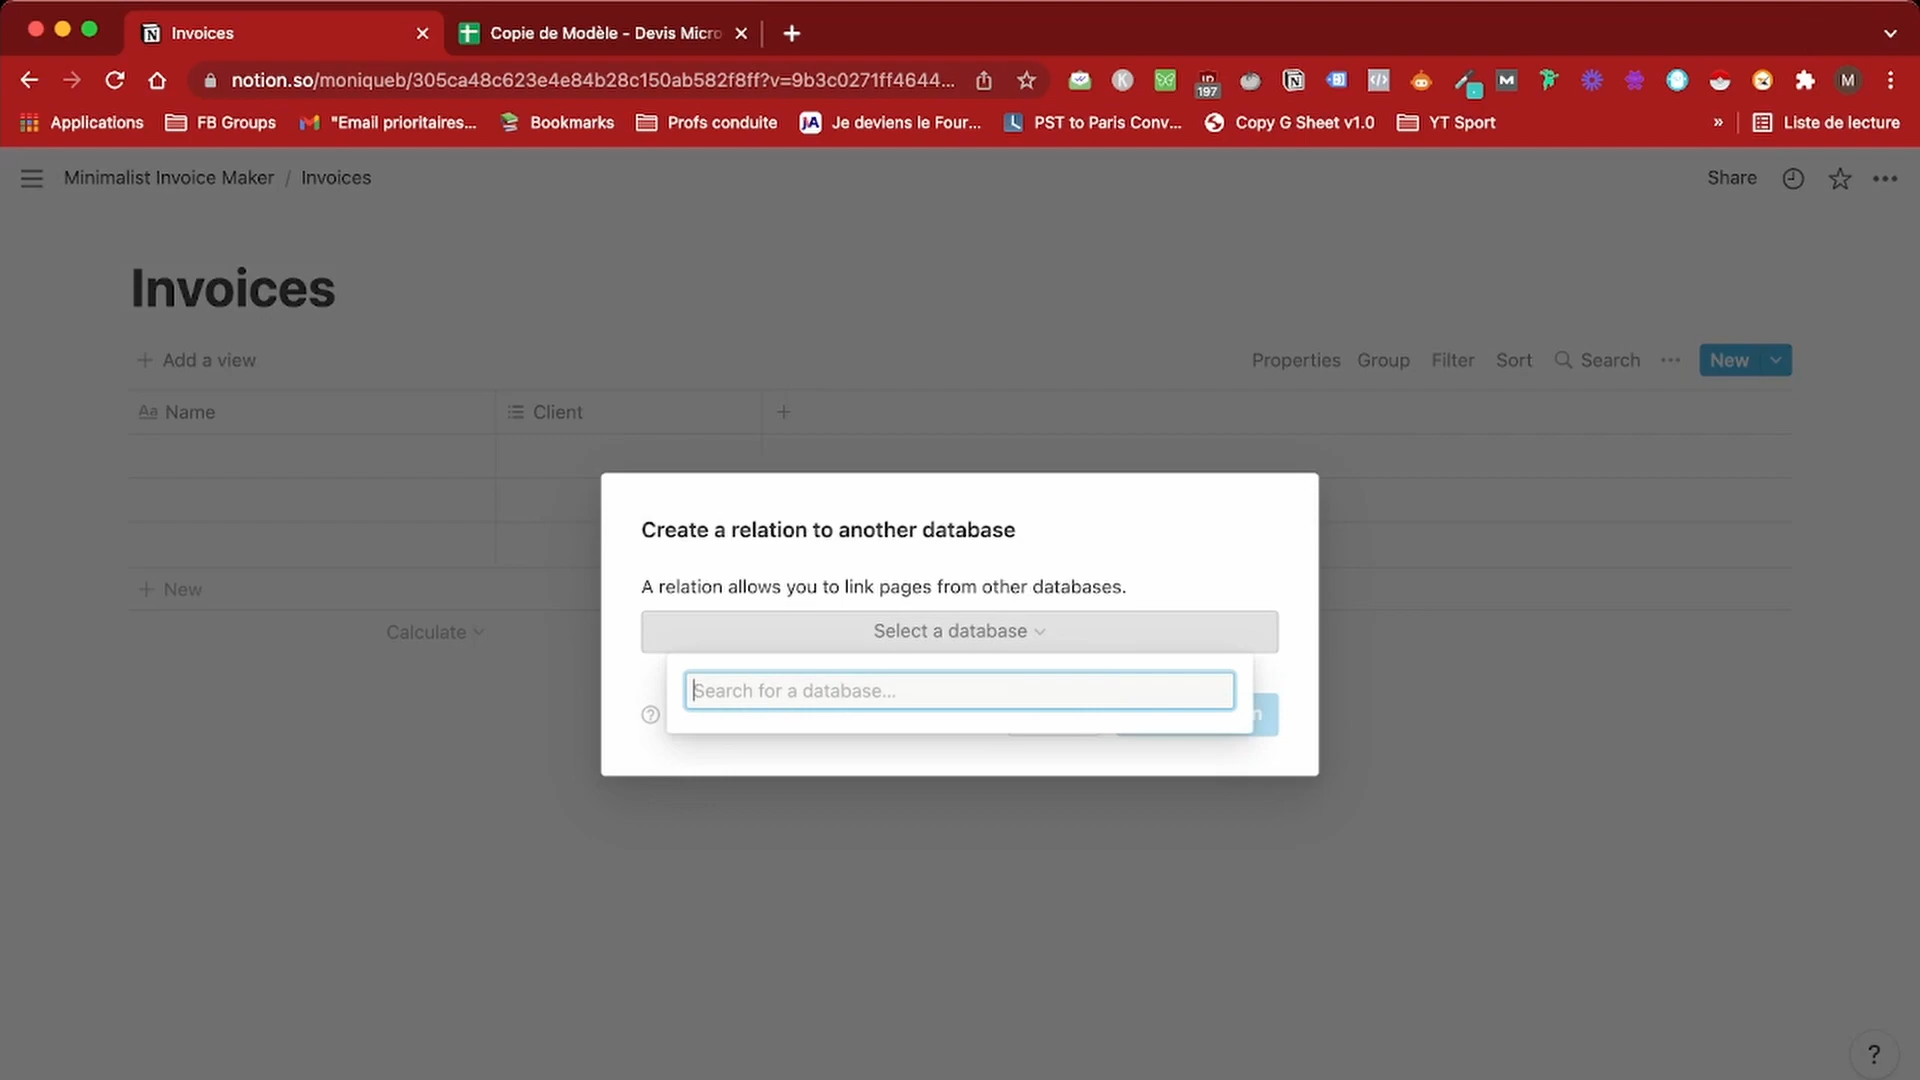 Invoices
Copie de Modèle - Devis Micro
notion.so/moniqueb/305ca48c623e4e84b28c150ab582f8ff?v=9b3c0271ff4644...
197
M
Applications
FB Groups
"Email prioritaires...
Bookmarks
Profs conduite
JA
Je deviens le Four...
PST to Paris Conv...
Copy G Sheet v1.0
YT Sport
»
Liste de lecture
Minimalist Invoice Maker / Invoices
Share
Invoices
+ Add a view
Properties
Group
Filter
Sort
Search
New
Aa Name
Client
+
+ New
Calculate
Create a relation to another database
A relation allows you to link pages from other databases.
Select a database
Search for a database...
?